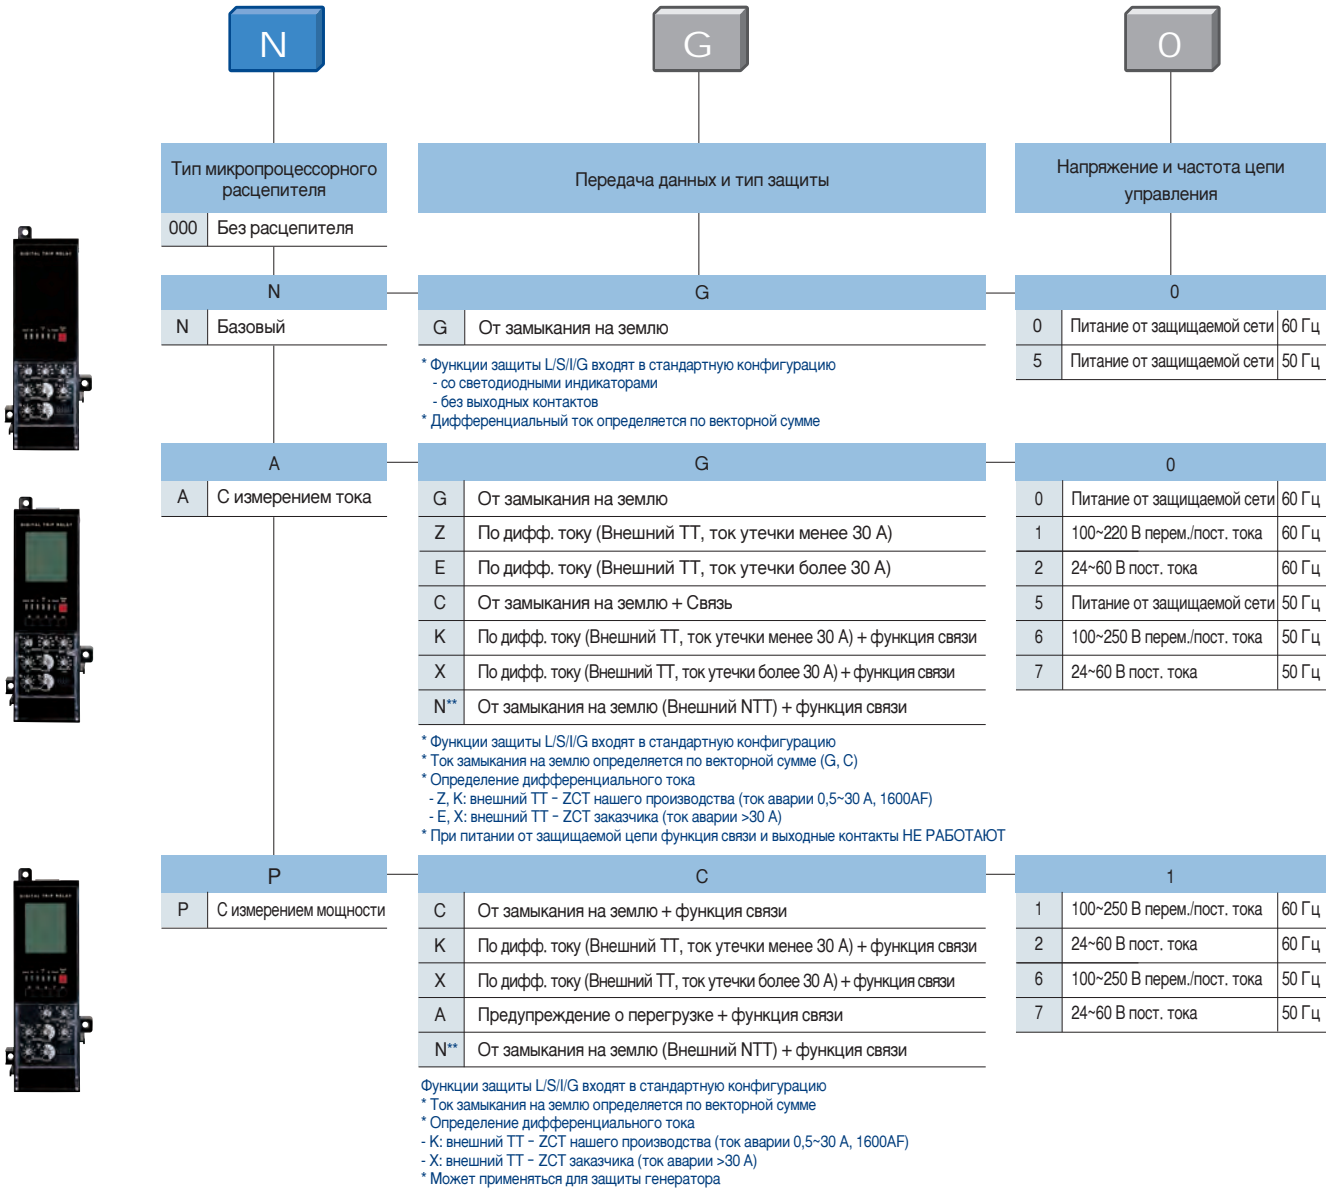 N G 0
Тип микропроцессорного расцепителя
Передача данных и тип защиты
Напряжение и частота цепи управления
000 Без расцепителя
DIGITAL TRIP RELAY
N G 0
N Базовый
G От замыкания на землю
* Функции защиты L/S/I/G входят в стандартную конфигурацию
- со светодиодными индикаторами
- без выходных контактов
* Дифференциальный ток определяется по векторной сумме
0 Питание от защищаемой сети 60 Гц
5 Питание от защищаемой сети 50 Гц
DIGITAL TRIP RELAY
A G 0
A С измерением тока
G От замыкания на землю
Z По дифф. току (Внешний ТТ, ток утечки менее 30 А)
E По дифф. току (Внешний ТТ, ток утечки более 30 А)
C От замыкания на землю + Связь
K По дифф. току (Внешний ТТ, ток утечки менее 30 А) + функция связи
X По дифф. току (Внешний ТТ, ток утечки более 30 А) + функция связи
N** От замыкания на землю (Внешний NТТ) + функция связи
* Функции защиты L/S/I/G входят в стандартную конфигурацию
* Ток замыкания на землю определяется по векторной сумме (G, C)
* Определение дифференциального тока
- Z, K: внешний ТТ - ZCT нашего производства (ток аварии 0,5~30 А, 1600AF)
- E, X: внешний ТТ - ZCT заказчика (ток аварии >30 А)
* При питании от защищаемой цепи функция связи и выходные контакты НЕ РАБОТАЮТ
0 Питание от защищаемой сети 60 Гц
1 100~220 В перем./пост. тока 60 Гц
2 24~60 В пост. тока 60 Гц
5 Питание от защищаемой сети 50 Гц
6 100~250 В перем./пост. тока 50 Гц
7 24~60 В пост. тока 50 Гц
DIGITAL TRIP RELAY
P C 1
P С измерением мощности
C От замыкания на землю + функция связи
K По дифф. току (Внешний ТТ, ток утечки менее 30 А) + функция связи
X По дифф. току (Внешний ТТ, ток утечки более 30 А) + функция связи
A Предупреждение о перегрузке + функция связи
N** От замыкания на землю (Внешний NТТ) + функция связи
Функции защиты L/S/I/G входят в стандартную конфигурацию
* Ток замыкания на землю определяется по векторной сумме
* Определение дифференциального тока
- K: внешний ТТ - ZCT нашего производства (ток аварии 0,5~30 А, 1600AF)
- X: внешний ТТ - ZCT заказчика (ток аварии >30 А)
* Может применяться для защиты генератора
1 100~250 В перем./пост. тока 60 Гц
2 24~60 В пост. тока 60 Гц
6 100~250 В перем./пост. тока 50 Гц
7 24~60 В пост. тока 50 Гц